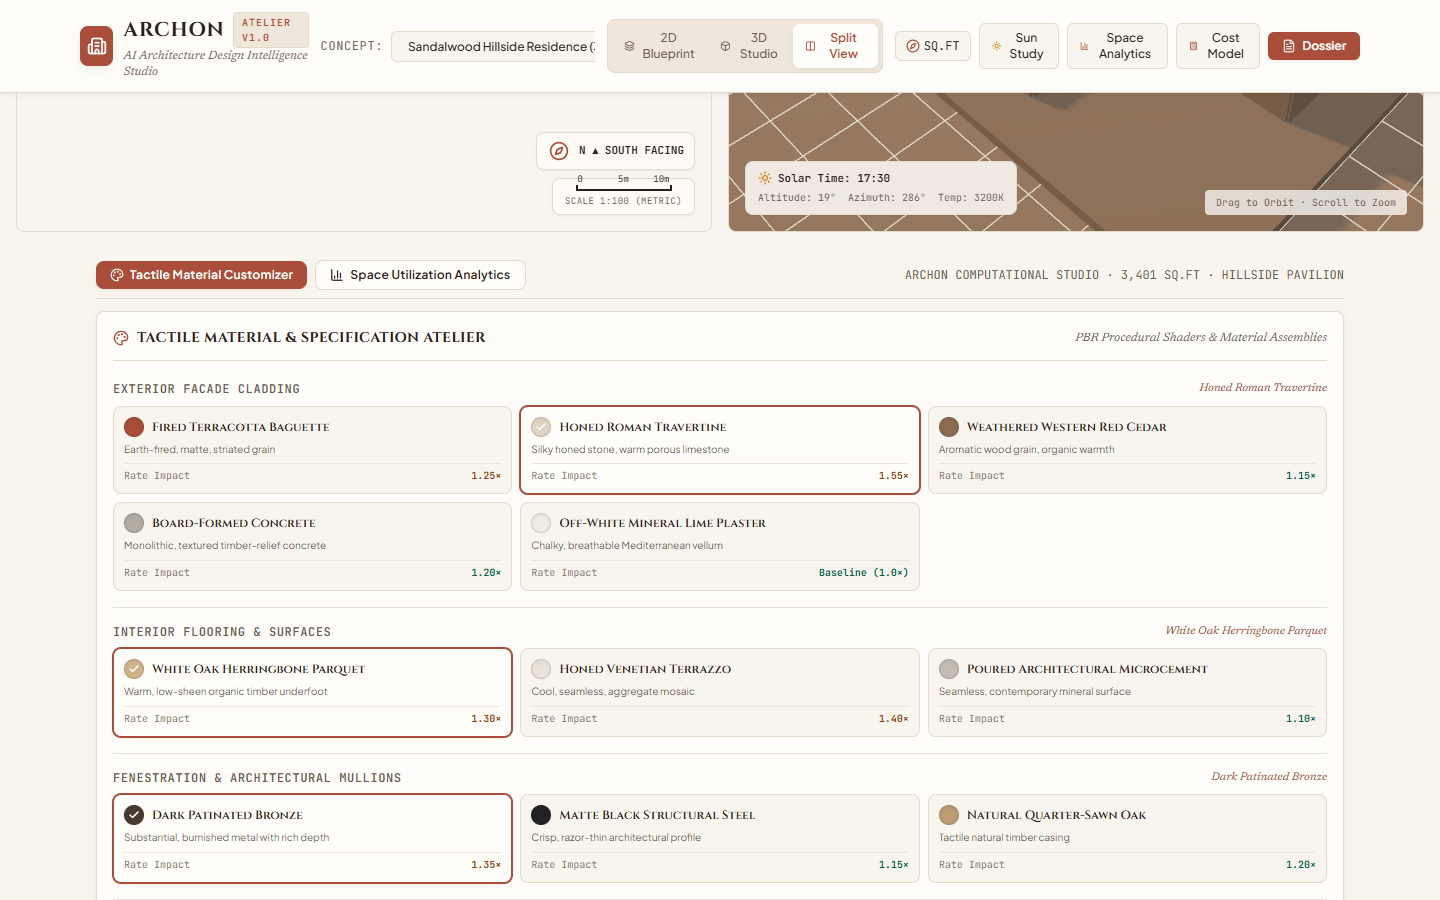 ARCHON
ATELIER
V1.0
AI Architecture Design Intelligence
Studio
CONCEPT:
Sandalwood Hillside Residence (
2D
Blueprint
3D
Studio
Split
View
SQ.FT
Sun
Study
Space
Analytics
Cost
Model
Dossier
N ▲ SOUTH FACING
0 5m 10m
SCALE 1:100 (METRIC)
Solar Time: 17:30
Altitude: 19° Azimuth: 286° Temp: 3200K
Drag to Orbit · Scroll to Zoom
Tactile Material Customizer
Space Utilization Analytics
ARCHON COMPUTATIONAL STUDIO · 3,401 SQ.FT · HILLSIDE PAVILION
TACTILE MATERIAL & SPECIFICATION ATELIER
PBR Procedural Shaders & Material Assemblies
EXTERIOR FACADE CLADDING
Honed Roman Travertine
FIRED TERRACOTTA BAGUETTE
Earth-fired, matte, striated grain
Rate Impact 1.25×
HONED ROMAN TRAVERTINE
Silky honed stone, warm porous limestone
Rate Impact 1.55×
WEATHERED WESTERN RED CEDAR
Aromatic wood grain, organic warmth
Rate Impact 1.15×
BOARD-FORMED CONCRETE
Monolithic, textured timber-relief concrete
Rate Impact 1.20×
OFF-WHITE MINERAL LIME PLASTER
Chalky, breathable Mediterranean vellum
Rate Impact Baseline (1.0×)
INTERIOR FLOORING & SURFACES
White Oak Herringbone Parquet
WHITE OAK HERRINGBONE PARQUET
Warm, low-sheen organic timber underfoot
Rate Impact 1.30×
HONED VENETIAN TERRAZZO
Cool, seamless, aggregate mosaic
Rate Impact 1.40×
POURED ARCHITECTURAL MICROCEMENT
Seamless, contemporary mineral surface
Rate Impact 1.10×
FENESTRATION & ARCHITECTURAL MULLIONS
Dark Patinated Bronze
DARK PATINATED BRONZE
Substantial, burnished metal with rich depth
Rate Impact 1.35×
MATTE BLACK STRUCTURAL STEEL
Crisp, razor-thin architectural profile
Rate Impact 1.15×
NATURAL QUARTER-SAWN OAK
Tactile natural timber casing
Rate Impact 1.20×